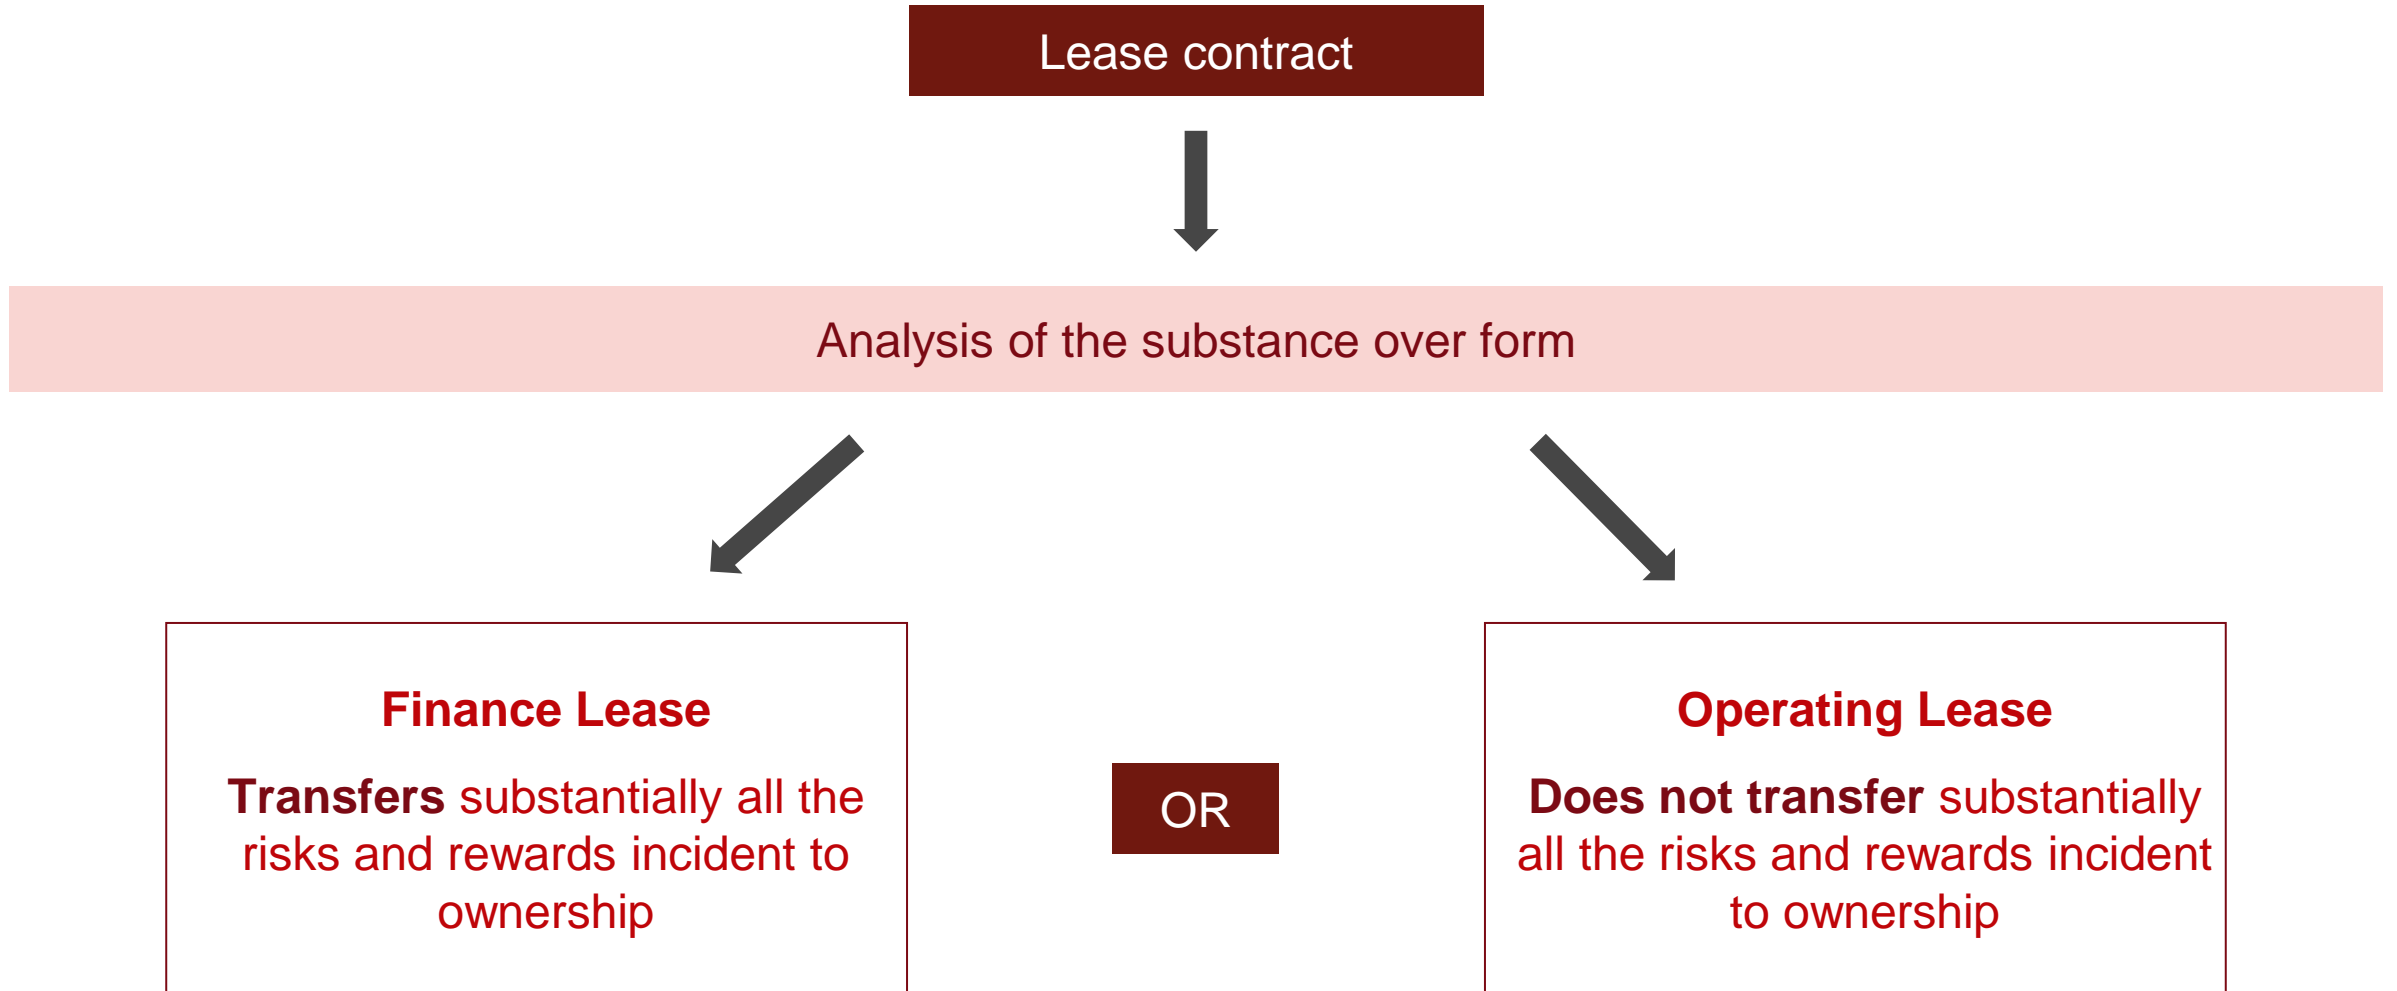 Lease contract
Analysis of the substance over form
Finance Lease
Transfers substantially all the
risks and rewards incident to
ownership
OR
Operating Lease
Does not transfer substantially
all the risks and rewards incident
to ownership